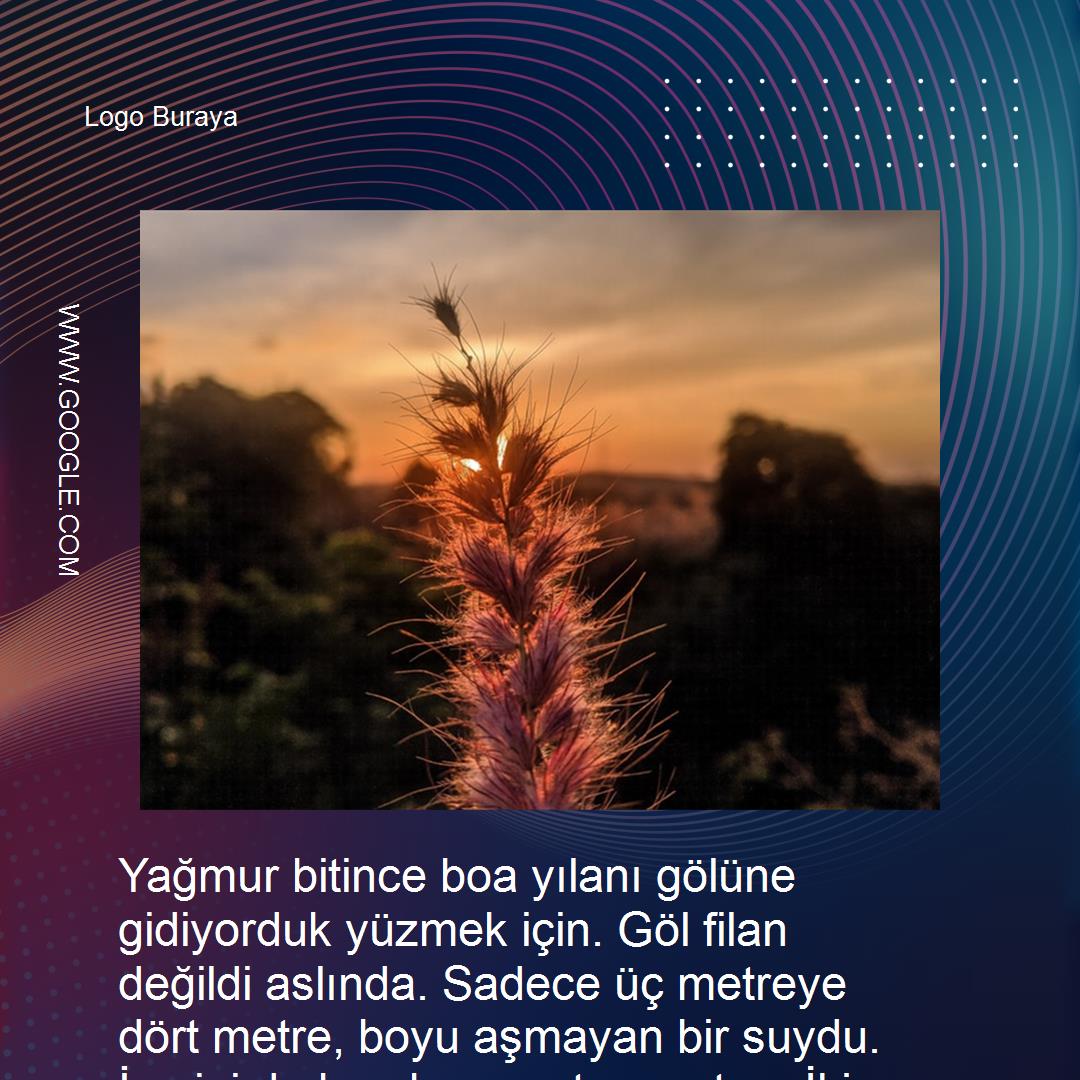 Logo Buraya
WWW.GOOGLE.COM
Yağmur bitince boa yılanı gölüne
gidiyorduk yüzmek için. Göl filan
değildi aslında. Sadece üç metreye
dört metre, boyu aşmayan bir suydu.